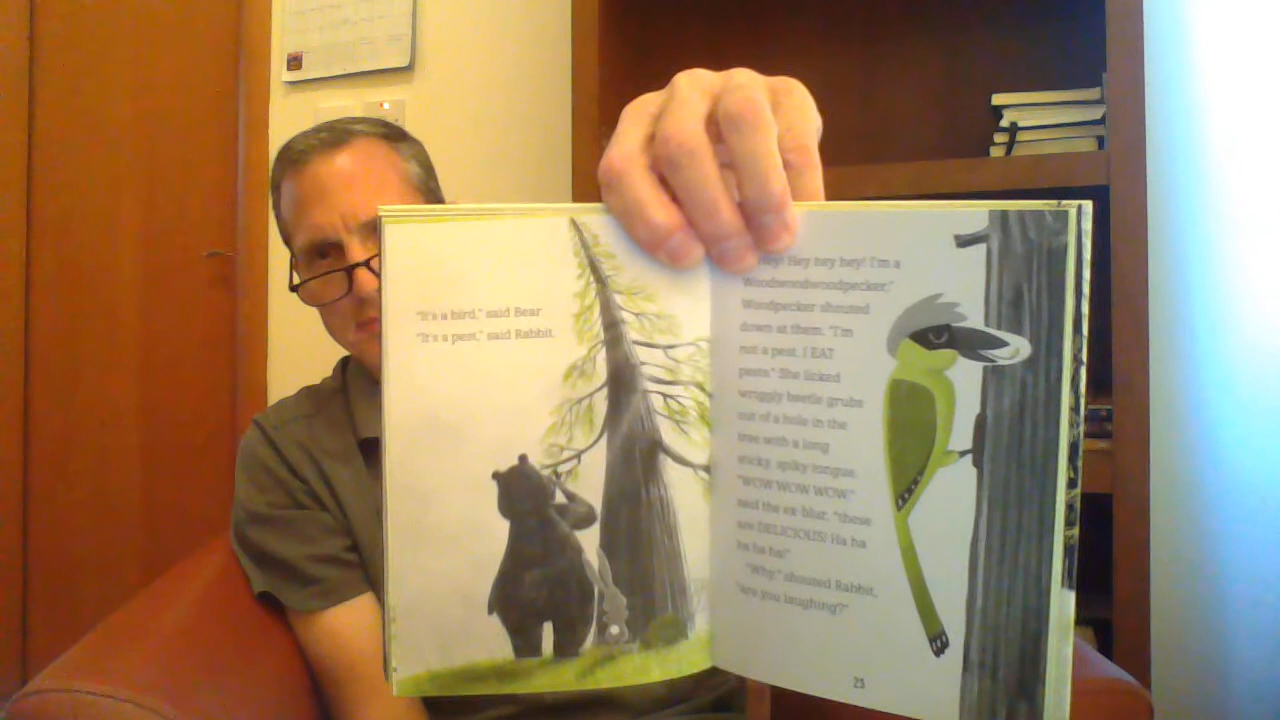 "It's a bird," said Bear
"It's a pest," said Rabbit.
Hey! Hey hey hey! I'm a
Woodwoodwoodpecker,"
Woodpecker shouted
down at them. "I'm
not a pest. I EAT
pests." She licked
wriggly beetle grubs
out of a hole in the
tree with a long
sticky, spiky tongue.
"WOW WOW WOW,"
said the ex-blur, "these
are DELICIOUS! Ha ha
ha ha ha!"
"Why," shouted Rabbit,
"are you laughing?"
25